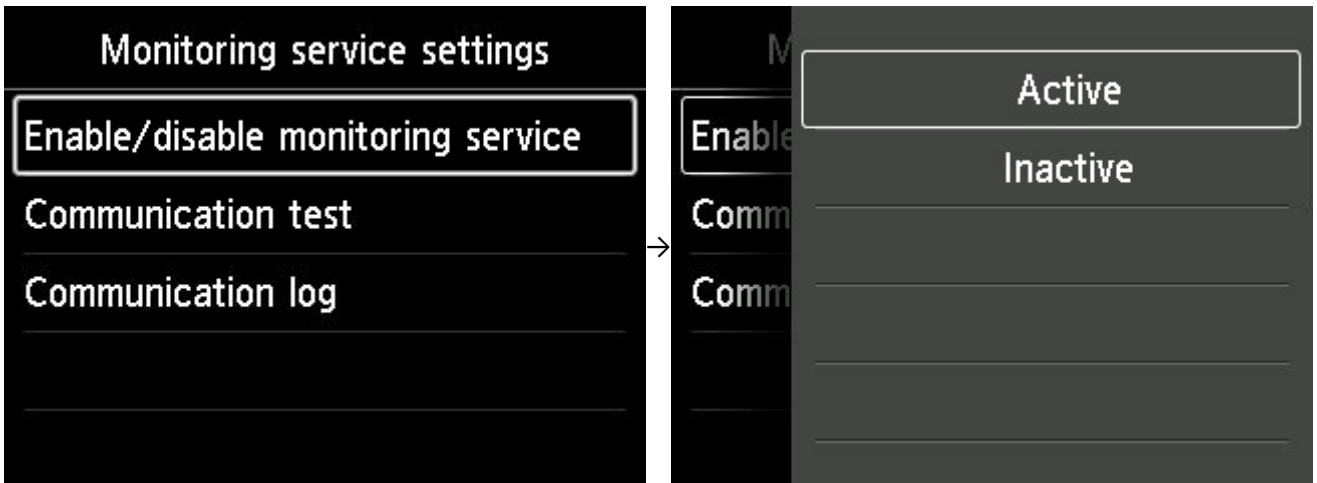 Monitoring service settings
Enable/disable monitoring service
Communication test
Communication log
→
M
Enable
Comm
Comm
Active
Inactive